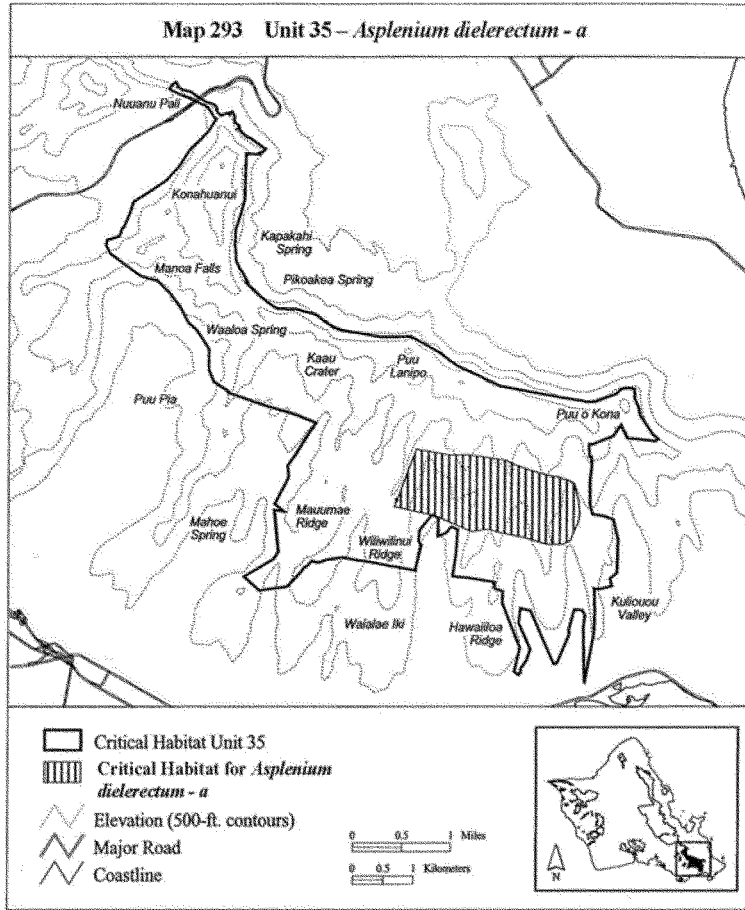 Map 293 Unit 35 – Asplenium dielerectum - a
Nuuanu Pali
Konahuanui
Kapakahi
Spring
Manoa Falls
Pikoakea Spring
Waaloa Spring
Kaau
Crater
Puu
Lanipo
Puu Pia
Puu o Kona
Mahoe
Spring
Mauumae
Ridge
Wiliwilinui
Ridge
Kuliouou
Valley
Waialae Iki
Hawaiiloa
Ridge
Critical Habitat Unit 35
Critical Habitat for Asplenium
dielerectum - a
Elevation (500-ft. contours)
Major Road
Coastline
0 0.5 1 Miles
0 0.5 1 Kilometers
N